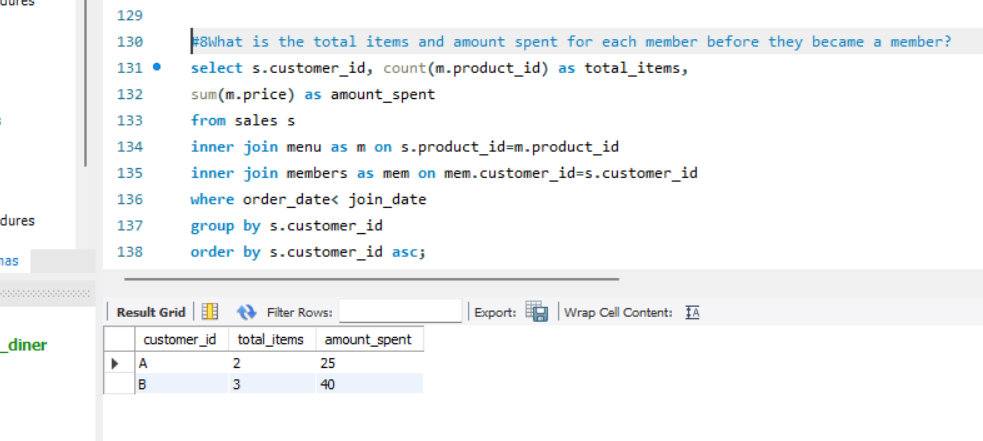 dures
129
130 #8What is the total items and amount spent for each member before they became a member?
131 select s.customer_id, count(m.product_id) as total_items,
132 sum(m.price) as amount_spent
133 from sales s
134 inner join menu as m on s.product_id=m.product_id
135 inner join members as mem on mem.customer_id=s.customer_id
136 where order_date< join_date
dures
137 group by s.customer_id
138 order by s.customer_id asc;
nas
Result Grid Filter Rows: Export: Wrap Cell Content: IA
_diner
customer_id total_items amount_spent
A 2 25
B 3 40